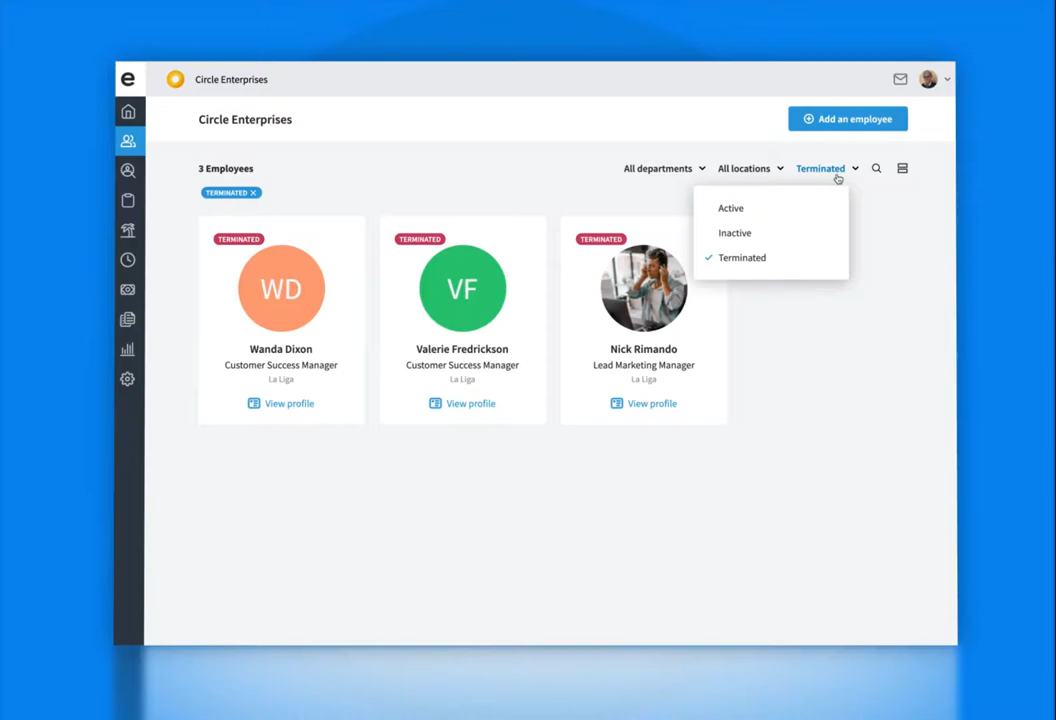 e
Circle Enterprises
Circle Enterprises
Add an employee
3 Employees
All departments
All locations
Terminated
TERMINATED X
Active
Inactive
Terminated
TERMINATED
TERMINATED
TERMINATED
WD
VF
Wanda Dixon
Valerie Fredrickson
Nick Rimando
Customer Success Manager
Customer Success Manager
Lead Marketing Manager
La Liga
La Liga
La Liga
View profile
View profile
View profile